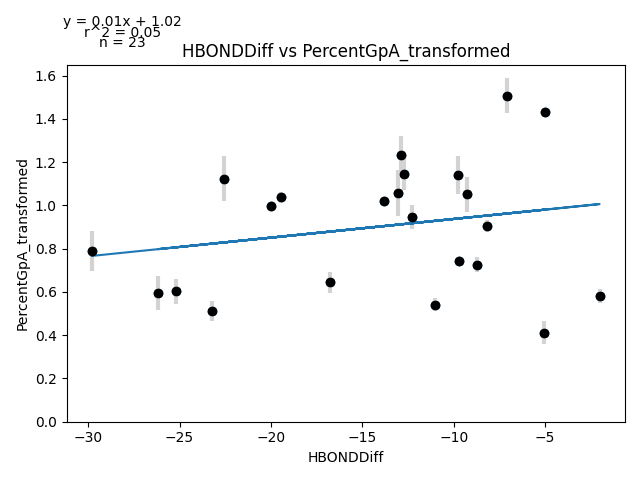 y = 0.01x + 1.02
r^2 = 0.05
n = 23
HBONDDiff vs PercentGpA_transformed
PercentGpA_transformed
1.6
1.4
1.2
1.0
0.8
0.6
0.4
0.2
0.0
−30
−25
−20
−15
−10
−5
HBONDDiff